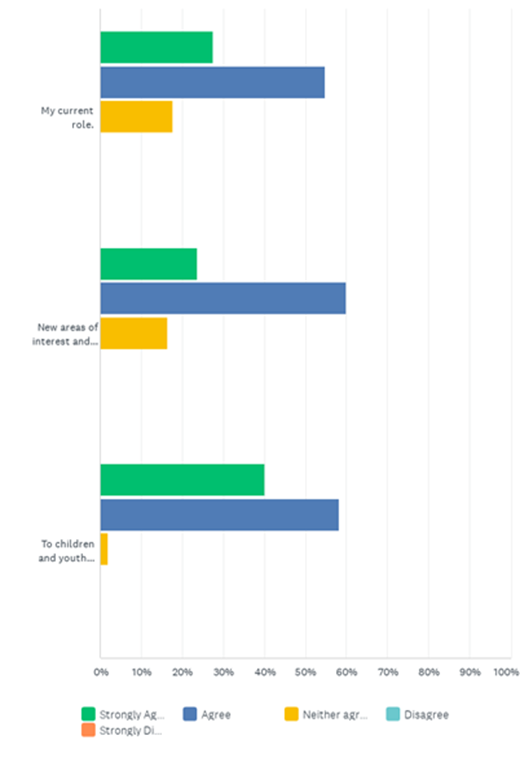 My current
role.
New areas of
interest and...
To children
and youth...
0% 10% 20% 30% 40% 50% 60% 70% 80% 90% 100%
Strongly Ag... Agree Neither agr... Disagree
Strongly Di...